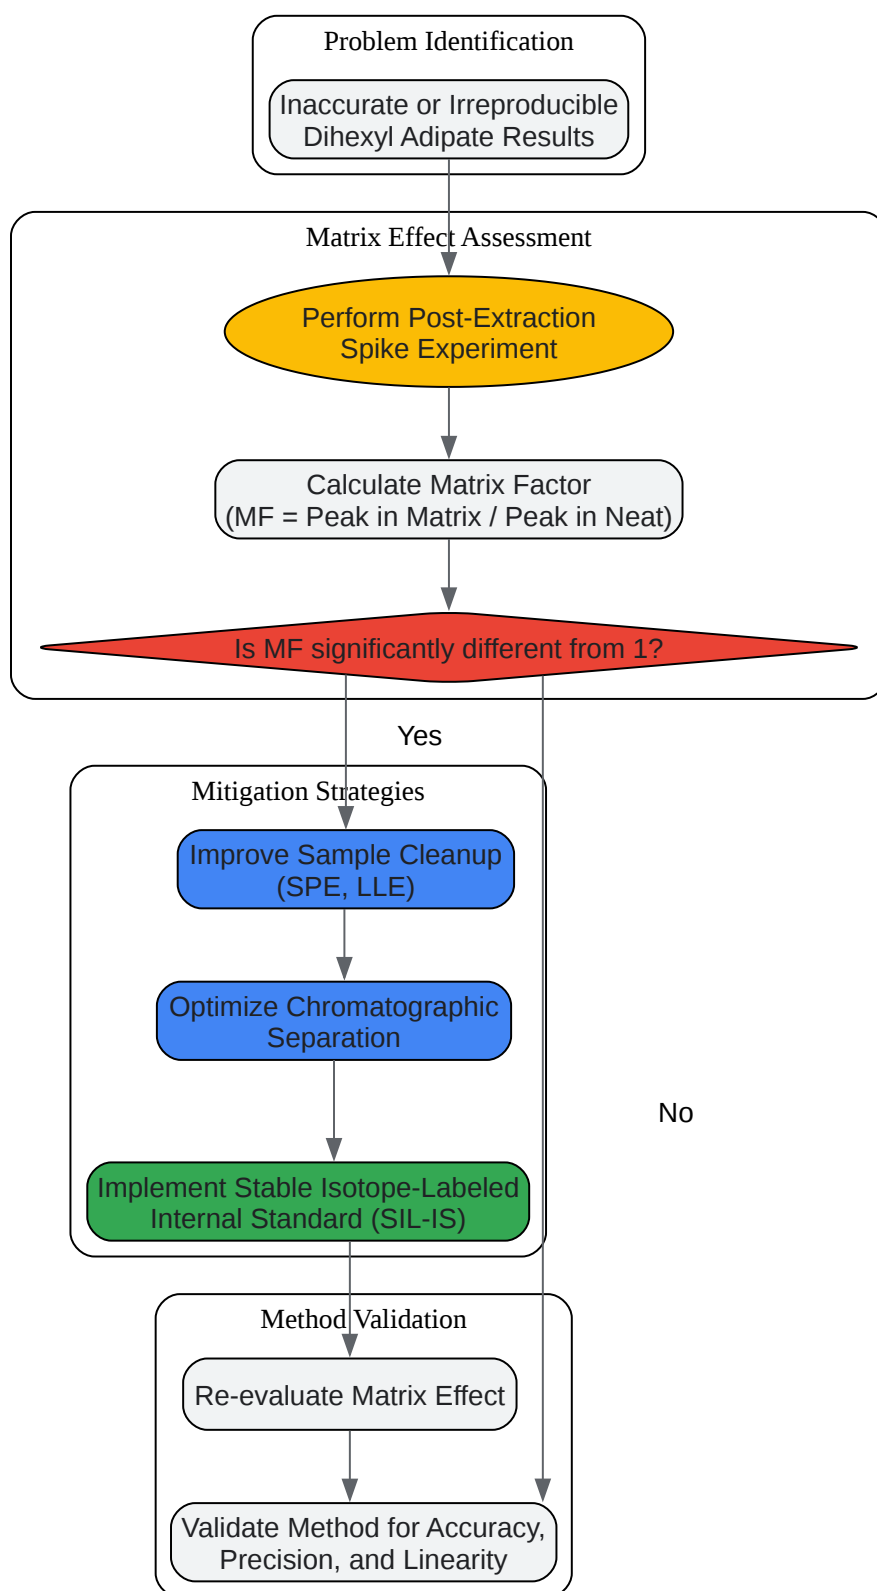 Problem Identification
Inaccurate or Irreproducible
Dihexyl Adipate Results
Matrix Effect Assessment
Perform Post-Extraction
Spike Experiment
Calculate Matrix Factor
(MF = Peak in Matrix / Peak in Neat)
Is MF significantly different from 1?
Yes
Mitigation Strategies
Improve Sample Cleanup
(SPE, LLE)
Optimize Chromatographic
Separation
No
Implement Stable Isotope-Labeled
Internal Standard (SIL-IS)
Method Validation
Re-evaluate Matrix Effect
Validate Method for Accuracy,
Precision, and Linearity